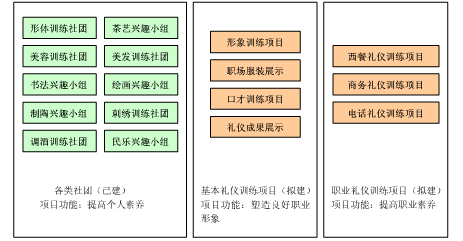 形体训练社团 茶艺兴趣小组
美容训练社团 美发训练社团
书法兴趣小组 绘画兴趣小组
制陶兴趣小组 刺绣训练社团
调酒训练社团 民乐兴趣小组
各类社团（已建）
项目功能：提高个人素养
形象训练项目
职场服装展示
口才训练项目
礼仪成果展示
基本礼仪训练项目（拟建）
项目功能：塑造良好职业
形象
西餐礼仪训练项目
商务礼仪训练项目
电话礼仪训练项目
职业礼仪训练项目（拟建）
项目功能：提高职业素养